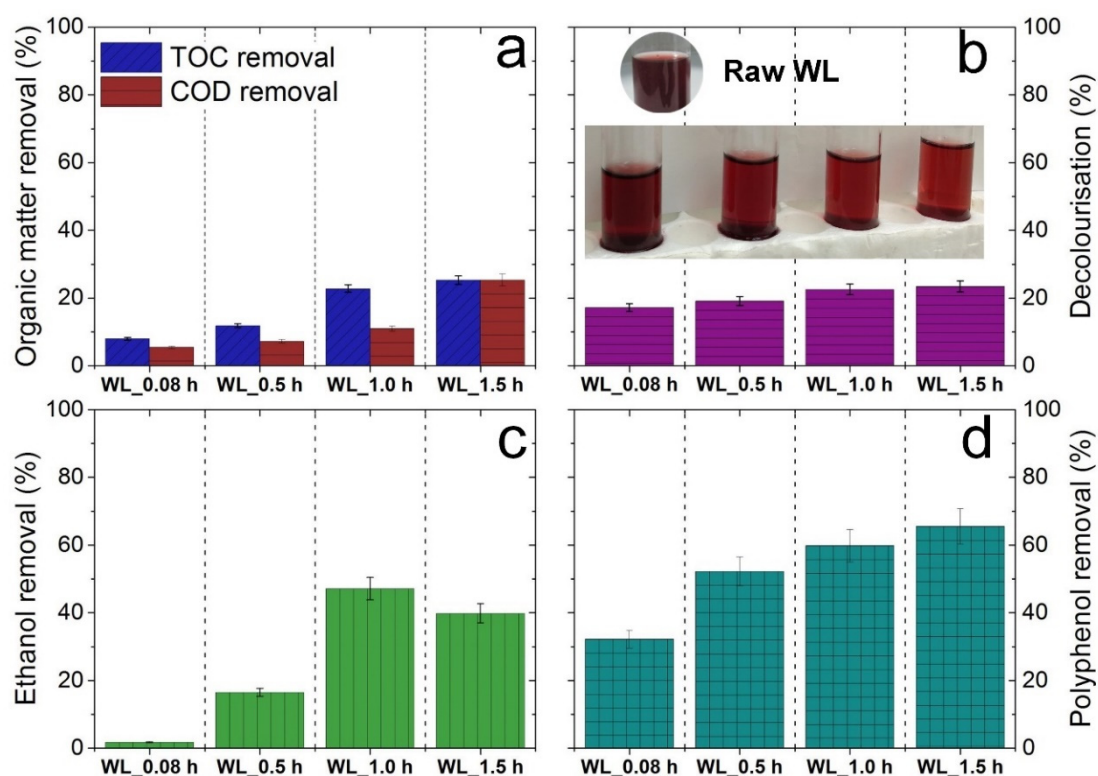 a
Organic matter removal (%)
100
80
60
40
20
0
TOC removal
COD removal
WL_0.08 h WL_0.5 h WL_1.0 h WL_1.5 h
b
Raw WL
Decolourisation (%)
100
80
60
40
20
0
WL_0.08 h WL_0.5 h WL_1.0 h WL_1.5 h
c
Ethanol removal (%)
100
80
60
40
20
0
WL_0.08 h WL_0.5 h WL_1.0 h WL_1.5 h
d
Polyphenol removal (%)
100
80
60
40
20
0
WL_0.08 h WL_0.5 h WL_1.0 h WL_1.5 h